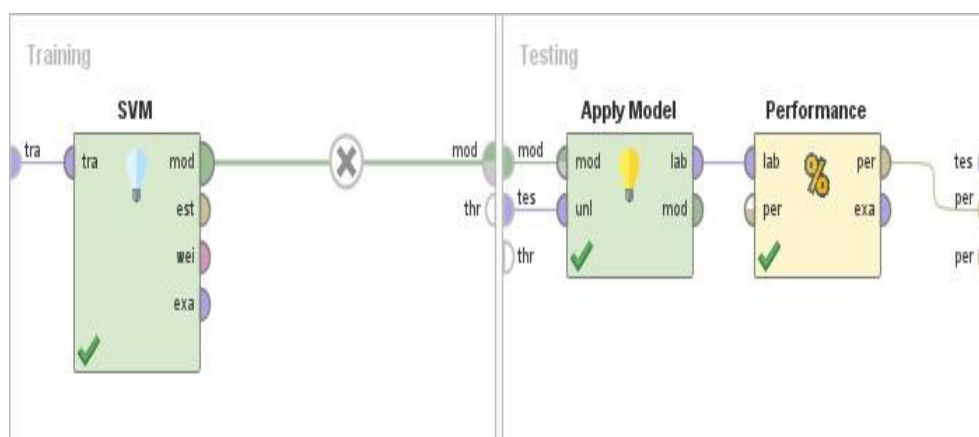 Training
SVM
tra
tra
mod
est
wei
exa
mod
thr
Testing
Apply Model
Performance
mod
tes
thr
mod
lab
unl
mod
lab
per
per
exa
%
tes
per
per